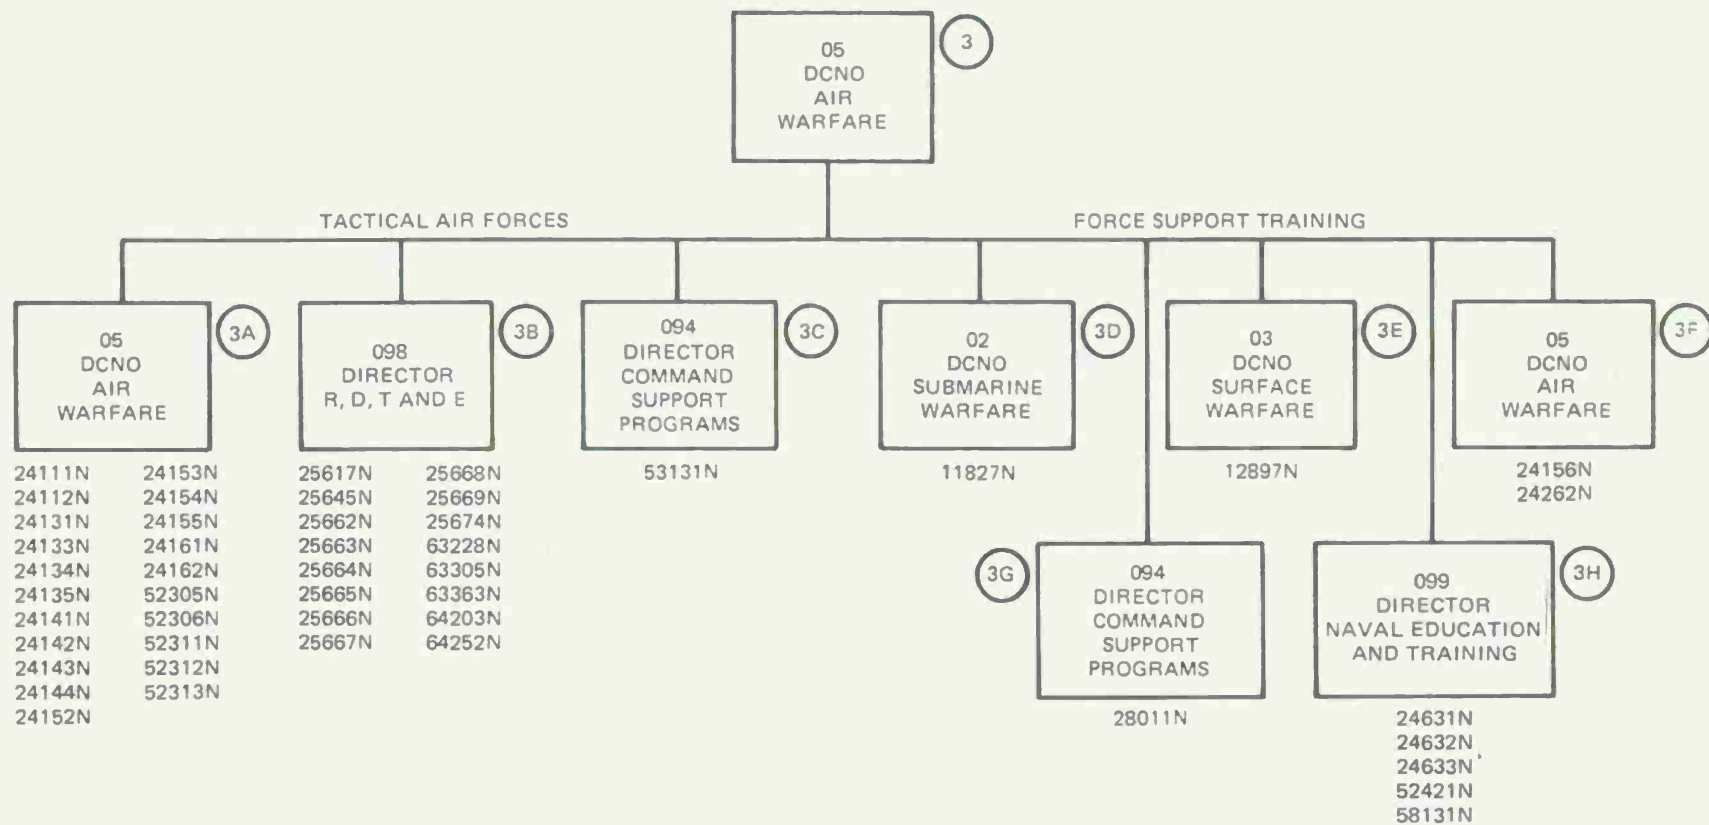 05
DCNO
AIR
WARFARE
3
TACTICAL AIR FORCES
FORCE SUPPORT TRAINING
05
DCNO
AIR
WARFARE
3A
24111N 24153N
24112N 24154N
24131N 24155N
24133N 24161N
24134N 24162N
24135N 52305N
24141N 52306N
24142N 52311N
24143N 52312N
24144N 52313N
24152N
098
DIRECTOR
R, D, T AND E
3B
25617N 25668N
25645N 25669N
25662N 25674N
25663N 63228N
25664N 63305N
25665N 63363N
25666N 64203N
25667N 64252N
094
DIRECTOR
COMMAND
SUPPORT
PROGRAMS
3C
53131N
02
DCNO
SUBMARINE
WARFARE
3D
11827N
03
DCNO
SURFACE
WARFARE
3E
12897N
05
DCNO
AIR
WARFARE
3F
24156N
24262N
3G
094
DIRECTOR
COMMAND
SUPPORT
PROGRAMS
28011N
099
DIRECTOR
NAVAL EDUCATION
AND TRAINING
3H
24631N
24632N
24633N
52421N
58131N